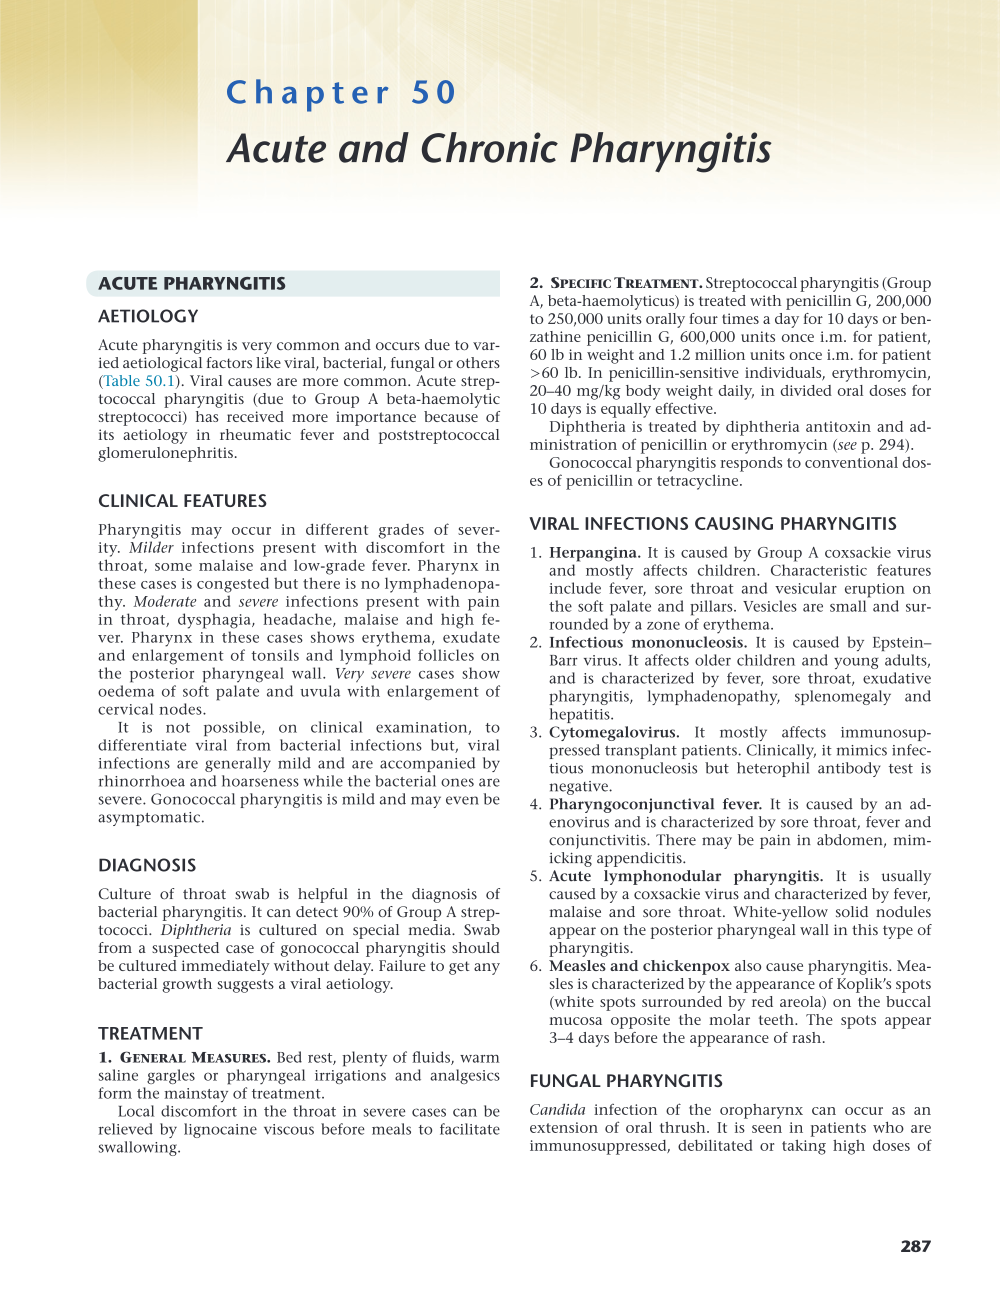 Chapter 50
Acute and Chronic Pharyngitis
ACUTE PHARYNGITIS
AETIOLOGY
Acute pharyngitis is very common and occurs due to var-
ied aetiological factors like viral, bacterial, fungal or others
(Table 50.1). Viral causes are more common. Acute strep-
tococcal pharyngitis (due to Group A beta-haemolytic
streptococci) has received more importance because of
its aetiology in rheumatic fever and poststreptococcal
glomerulonephritis.
CLINICAL FEATURES
Pharyngitis may occur in different grades of sever-
ity. Milder infections present with discomfort in the
throat, some malaise and low-grade fever. Pharynx in
these cases is congested but there is no lymphadenopa-
thy. Moderate and severe infections present with pain
in throat, dysphagia, headache, malaise and high fe-
ver. Pharynx in these cases shows erythema, exudate
and enlargement of tonsils and lymphoid follicles on
the posterior pharyngeal wall. Very severe cases show
oedema of soft palate and uvula with enlargement of
cervical nodes.
It is not possible, on clinical examination, to
differentiate viral from bacterial infections but, viral
infections are generally mild and are accompanied by
rhinorrhoea and hoarseness while the bacterial ones are
severe. Gonococcal pharyngitis is mild and may even be
asymptomatic.
DIAGNOSIS
Culture of throat swab is helpful in the diagnosis of
bacterial pharyngitis. It can detect 90% of Group A strep-
tococci. Diphtheria is cultured on special media. Swab
from a suspected case of gonococcal pharyngitis should
be cultured immediately without delay. Failure to get any
bacterial growth suggests a viral aetiology.
TREATMENT
1. GENERAL MEASURES. Bed rest, plenty of fluids, warm
saline gargles or pharyngeal irrigations and analgesics
form the mainstay of treatment.
Local discomfort in the throat in severe cases can be
relieved by lignocaine viscous before meals to facilitate
swallowing.
2. SPECIFIC TREATMENT. Streptococcal pharyngitis (Group
A, beta-haemolyticus) is treated with penicillin G, 200,000
to 250,000 units orally four times a day for 10 days or ben-
zathine penicillin G, 600,000 units once i.m. for patient,
60 lb in weight and 1.2 million units once i.m. for patient
>60 lb. In penicillin-sensitive individuals, erythromycin,
20–40 mg/kg body weight daily, in divided oral doses for
10 days is equally effective.
Diphtheria is treated by diphtheria antitoxin and ad-
ministration of penicillin or erythromycin (see p. 294).
Gonococcal pharyngitis responds to conventional dos-
es of penicillin or tetracycline.
VIRAL INFECTIONS CAUSING PHARYNGITIS
1. Herpangina. It is caused by Group A coxsackie virus
and mostly affects children. Characteristic features
include fever, sore throat and vesicular eruption on
the soft palate and pillars. Vesicles are small and sur-
rounded by a zone of erythema.
2. Infectious mononucleosis. It is caused by Epstein–
Barr virus. It affects older children and young adults,
and is characterized by fever, sore throat, exudative
pharyngitis, lymphadenopathy, splenomegaly and
hepatitis.
3. Cytomegalovirus. It mostly affects immunosup-
pressed transplant patients. Clinically, it mimics infec-
tious mononucleosis but heterophil antibody test is
negative.
4. Pharyngoconjunctival fever. It is caused by an ad-
enovirus and is characterized by sore throat, fever and
conjunctivitis. There may be pain in abdomen, mim-
icking appendicitis.
5. Acute lymphonodular pharyngitis. It is usually
caused by a coxsackie virus and characterized by fever,
malaise and sore throat. White-yellow solid nodules
appear on the posterior pharyngeal wall in this type of
pharyngitis.
6. Measles and chickenpox also cause pharyngitis. Mea-
sles is characterized by the appearance of Koplik’s spots
(white spots surrounded by red areola) on the buccal
mucosa opposite the molar teeth. The spots appear
3–4 days before the appearance of rash.
FUNGAL PHARYNGITIS
Candida infection of the oropharynx can occur as an
extension of oral thrush. It is seen in patients who are
immunosuppressed, debilitated or taking high doses of
287